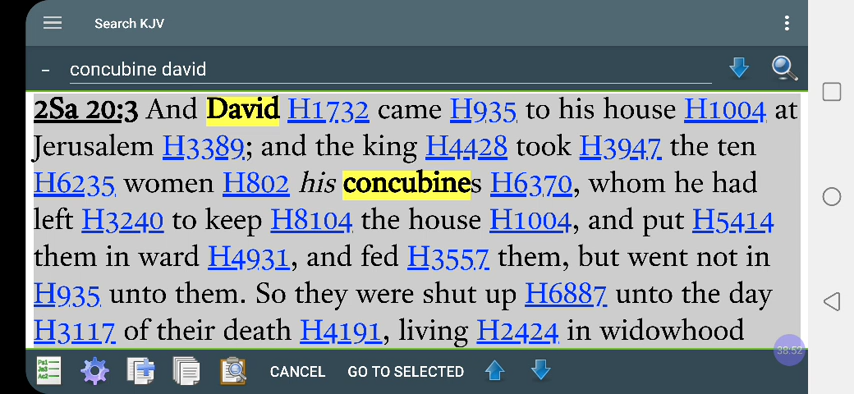 Search KJV
- concubine david
2Sa 20:3 And David H1732 came H935 to his house H1004 at
Jerusalem H3389; and the king H4428 took H3947 the ten
H6235 women H802 his concubines H6370, whom he had
left H3240 to keep H8104 the house H1004, and put H5414
them in ward H4931, and fed H3557 them, but went not in
H935 unto them. So they were shut up H6887 unto the day
H3117 of their death H4191, living H2424 in widowhood
38:52
CANCEL GO TO SELECTED